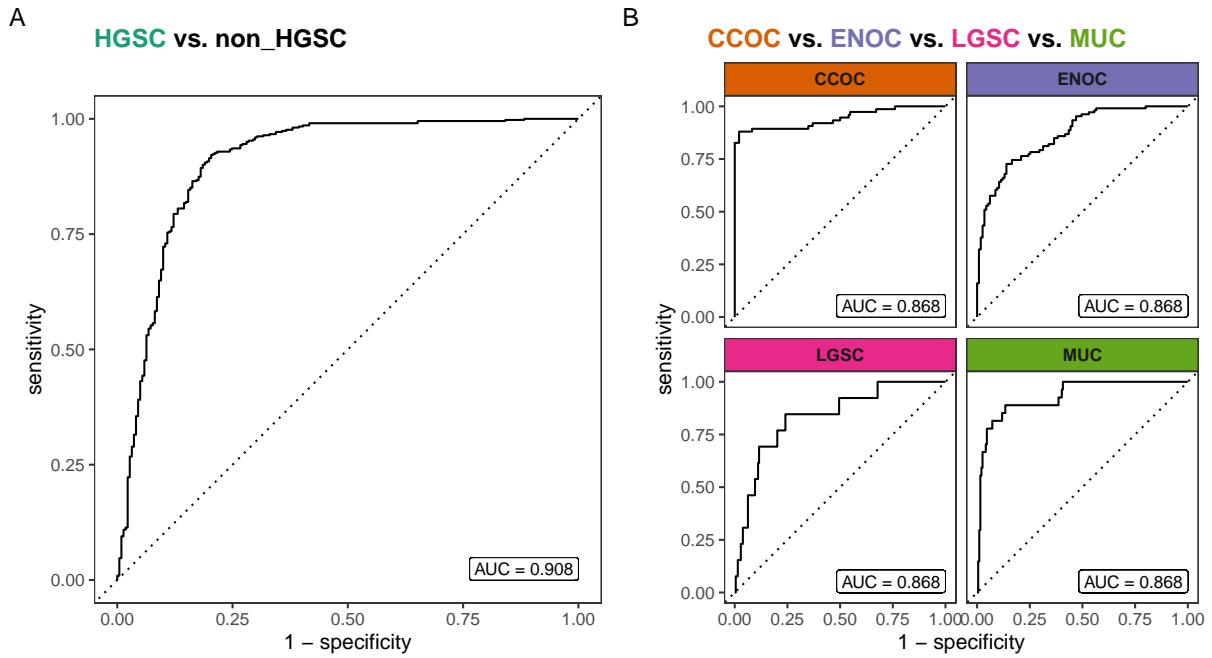 A
HGSC vs. non_HGSC
sensitivity
1.00
0.75
0.50
0.25
0.00
AUC = 0.908
0.00 0.25 0.50 0.75 1.00
1 − specificity
B
CCOC vs. ENOC vs. LGSC vs. MUC
sensitivity
CCOC
1.00
0.75
0.50
0.25
0.00
AUC = 0.868
ENOC
AUC = 0.868
LGSC
1.00
0.75
0.50
0.25
0.00
AUC = 0.868
MUC
AUC = 0.868
0.00 0.25 0.50 0.75 1.00
0.00 0.25 0.50 0.75 1.00
1 − specificity